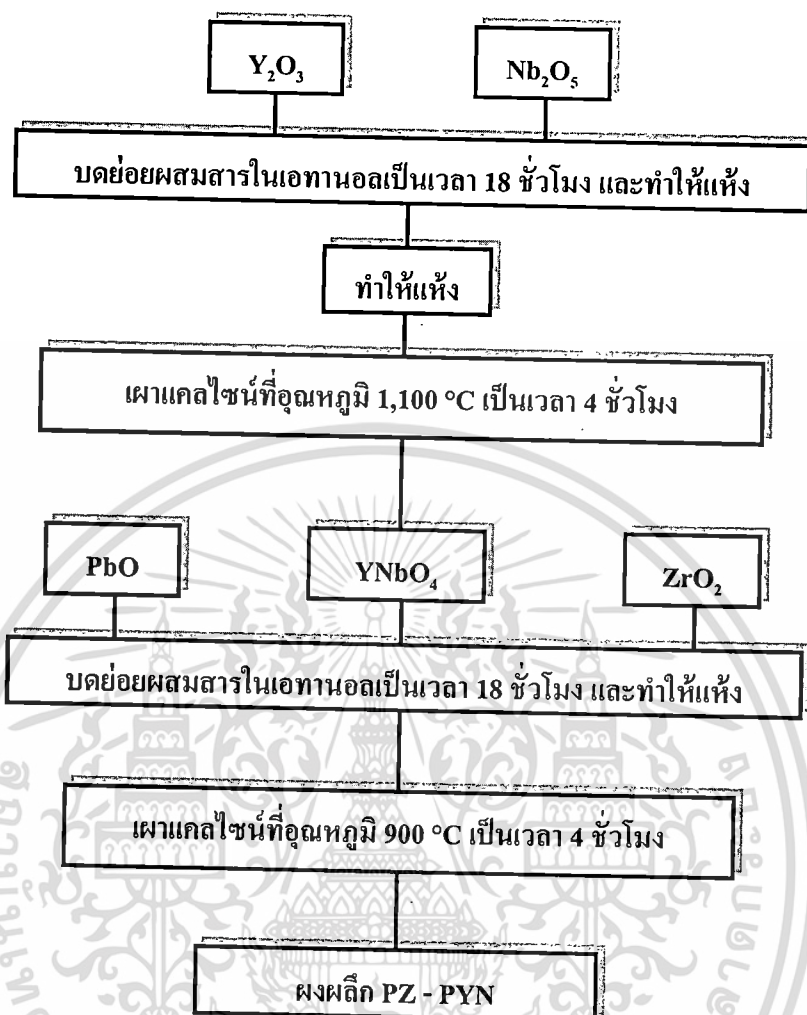 Y₂O₃
Nb₂O₅
บดย่อยผสมสารในเอทานอลเป็นเวลา 18 ชั่วโมง และทำให้แห้ง
ทำให้แห้ง
เผาแคลไซน์ที่อุณหภูมิ 1,100 °C เป็นเวลา 4 ชั่วโมง
PbO
YNbO₄
ZrO₂
บดย่อยผสมสารในเอทานอลเป็นเวลา 18 ชั่วโมง และทำให้แห้ง
เผาแคลไซน์ที่อุณหภูมิ 900 °C เป็นเวลา 4 ชั่วโมง
ผงผลึก PZ - PYN